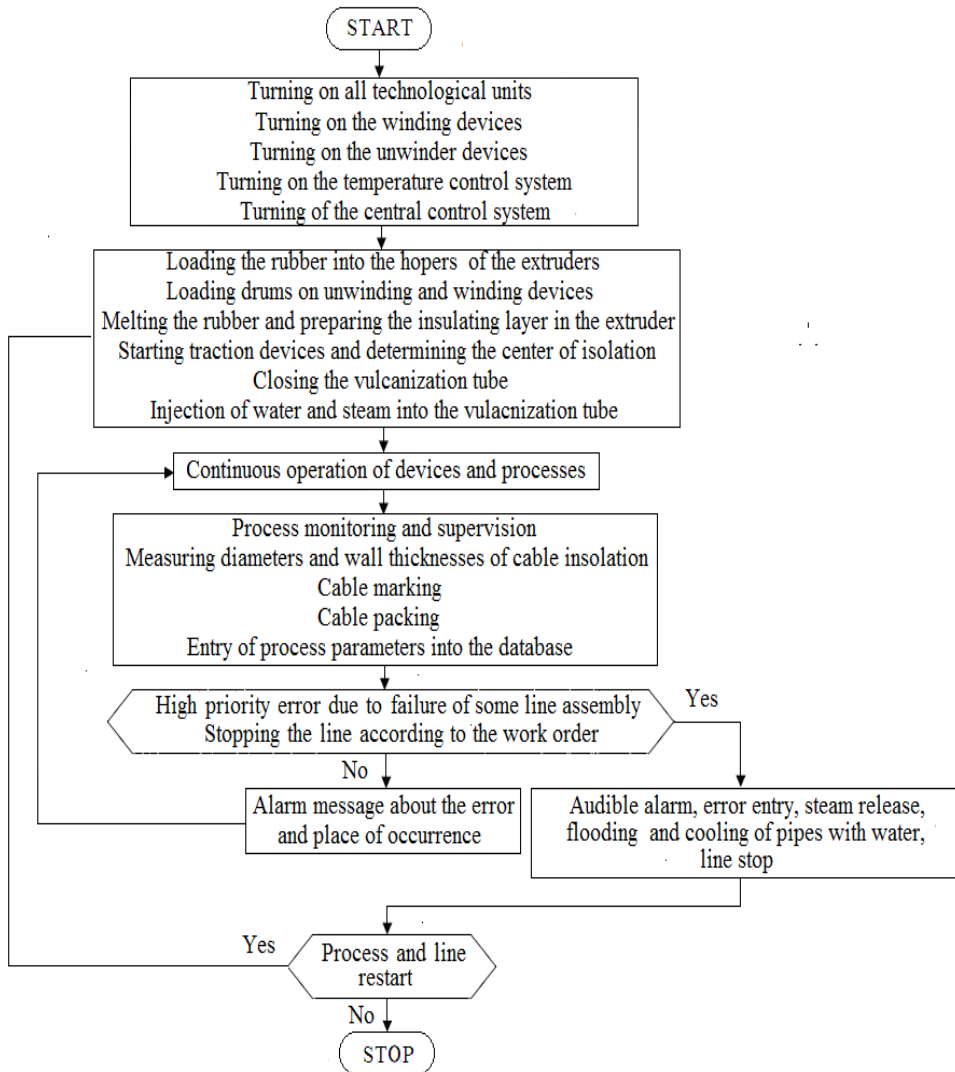 START
Turning on all technological units
Turning on the winding devices
Turning on the unwinder devices
Turning on the temperature control system
Turning of the central control system
Loading the rubber into the hopers of the extruders
Loading drums on unwinding and winding devices
Melting the rubber and preparing the insulating layer in the extruder
Starting traction devices and determining the center of isolation
Closing the vulcanization tube
Injection of water and steam into the vulacnization tube
Continuous operation of devices and processes
Process monitoring and supervision
Measuring diameters and wall thicknesses of cable insolation
Cable marking
Cable packing
Entry of process parameters into the database
High priority error due to failure of some line assembly
Stopping the line according to the work order
Yes
No
Alarm message about the error
and place of occurrence
Audible alarm, error entry, steam release,
flooding and cooling of pipes with water,
line stop
Yes
Process and line
restart
No
STOP